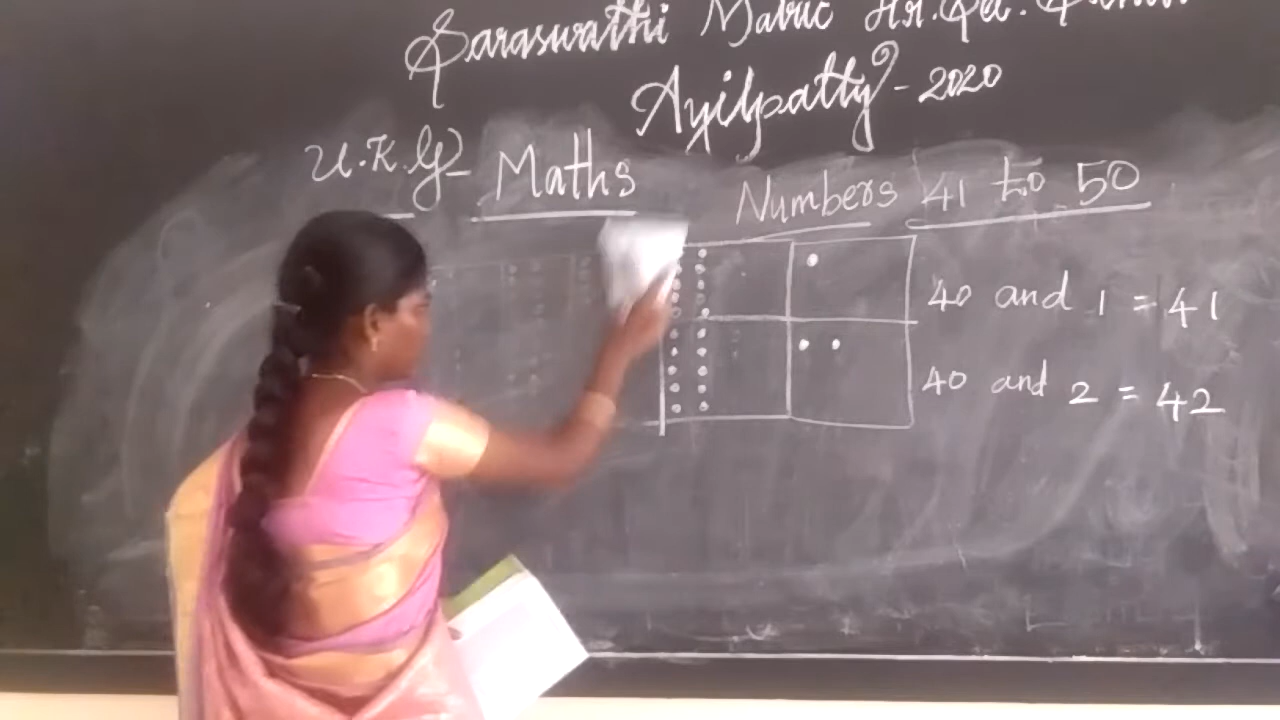 Saraswathi Matric Hr. Sec.
Ayilpatty - 2020
U.K.G - Maths
Numbers 41 to 50
40 and 1 = 41
40 and 2 = 42